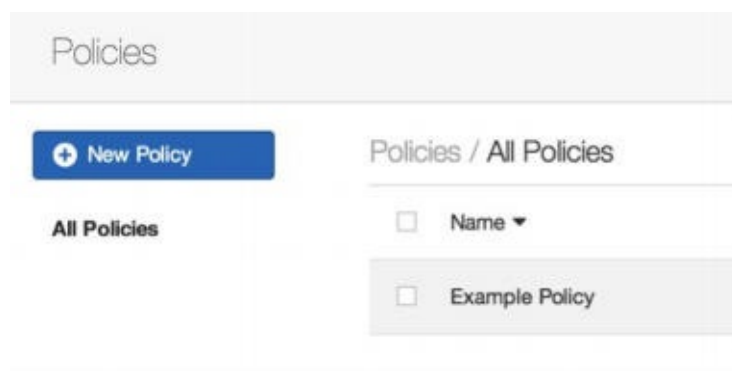 Policies
New Policy
Policies / All Policies
All Policies
Name
Example Policy